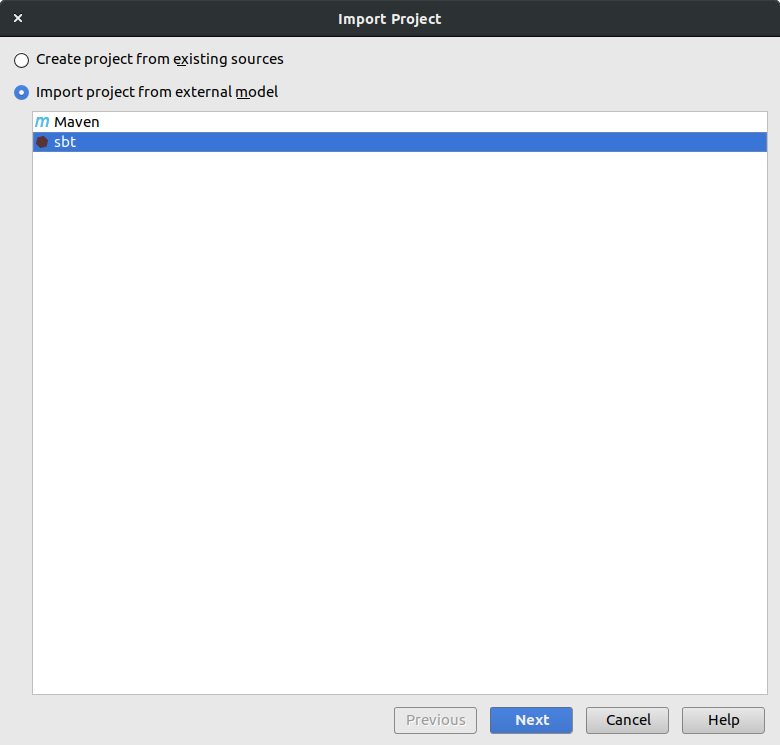 Import Project
Create project from existing sources
Import project from external model
m Maven
sbt
Previous Next Cancel Help